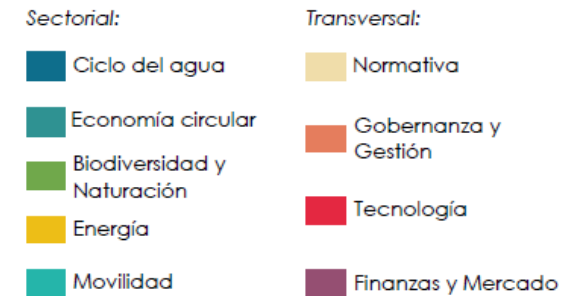 Sectorial:
Ciclo del agua
Economía circular
Biodiversidad y
Naturación
Energía
Movilidad
Transversal:
Normativa
Gobernanza y
Gestión
Tecnología
Finanzas y Mercado